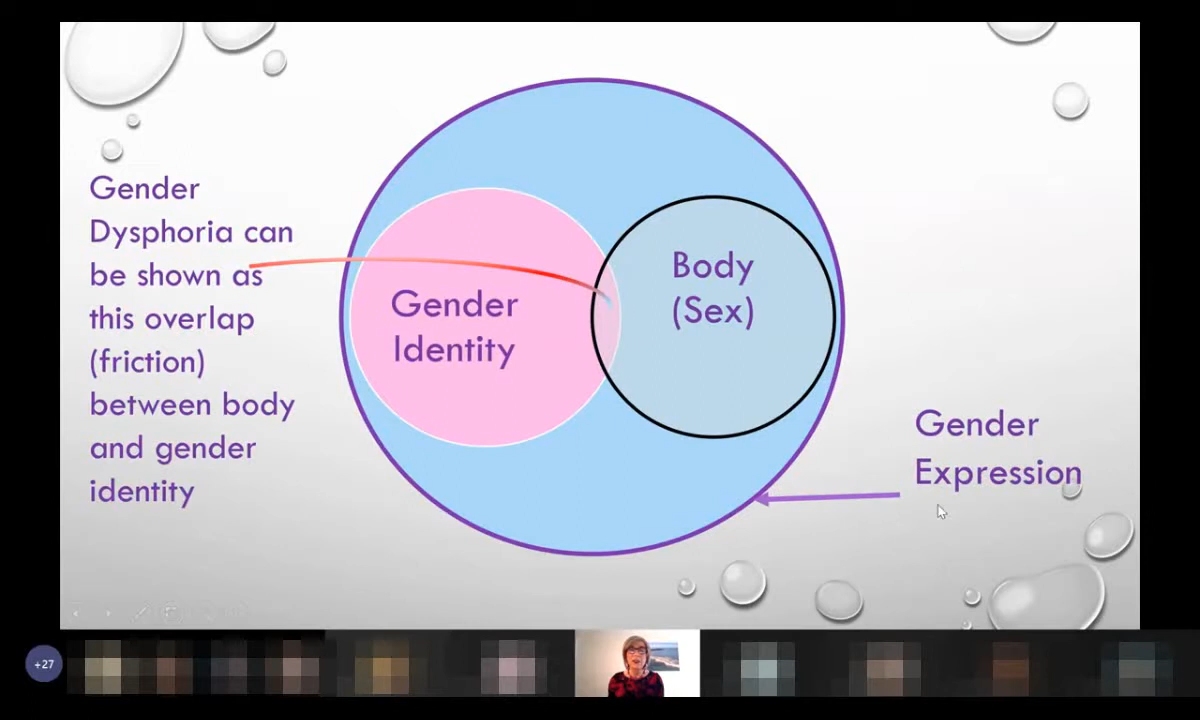 Gender
Dysphoria can
be shown as
this overlap
(friction)
between body
and gender
identity
Gender
Identity
Body
(Sex)
Gender
Expression
+27